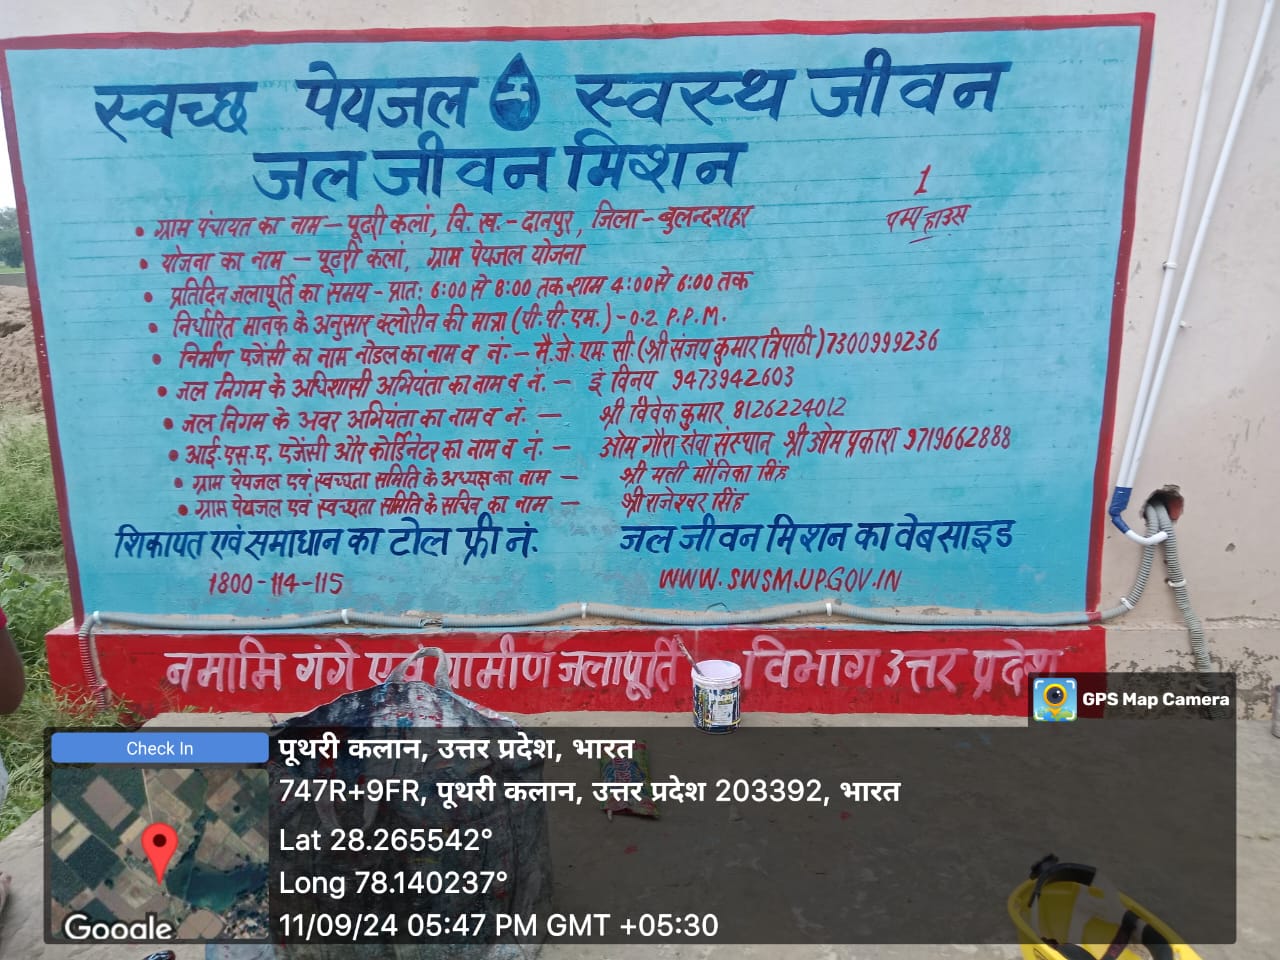 स्वच्छ पेयजल स्वस्थ जीवन
जल जीवन मिशन
1
पम्प हाउस
• ग्राम पंचायत का नाम – पूठरी कलां, वि. ख.- दानपुर, जिला - बुलन्दशहर
• योजना का नाम – पूठरी कलां, ग्राम पेयजल योजना
• प्रतिदिन जलापूर्ति का समय - प्रात: 6:00 से 8:00 तक शाम 4:00 से 6:00 तक
• निर्धारित मानक के अनुसार क्लोरीन की मात्रा (पी.पी.एम.) - 0.2 P.P.M.
• निर्माण एजेंसी का नाम नोडल का नाम व नं. – मै. जे. एम. सी. (श्री संजय कुमार त्रिपाठी) 7300999236
• जल निगम के अधिशासी अभियंता का नाम व नं. – इं विनय 9473942603
• जल निगम के अवर अभियंता का नाम व नं. – श्री विवेक कुमार 8126224012
• आई. एस. ए. एजेंसी और कोर्डिनेटर का नाम व नं. – ओम गौरा सेवा संस्थान श्री ओम प्रकाश 9719662888
• ग्राम पेयजल एवं स्वच्छता समिति के अध्यक्ष का नाम – श्री मती मौनिका सिंह
• ग्राम पेयजल एवं स्वच्छता समिति के सचिव का नाम – श्री राजेश्वर सिंह
शिकायत एवं समाधान का टोल फ्री नं. जल जीवन मिशन का वेबसाइड
1800-114-115 WWW.SWSM.UP.GOV.IN
नमामि गंगे एवं ग्रामीण जलापूर्ति विभाग उत्तर प्रदेश
GPS Map Camera
Check In
पूथरी कलान, उत्तर प्रदेश, भारत
747R+9FR, पूथरी कलान, उत्तर प्रदेश 203392, भारत
Lat 28.265542°
Long 78.140237°
11/09/24 05:47 PM GMT +05:30
Google